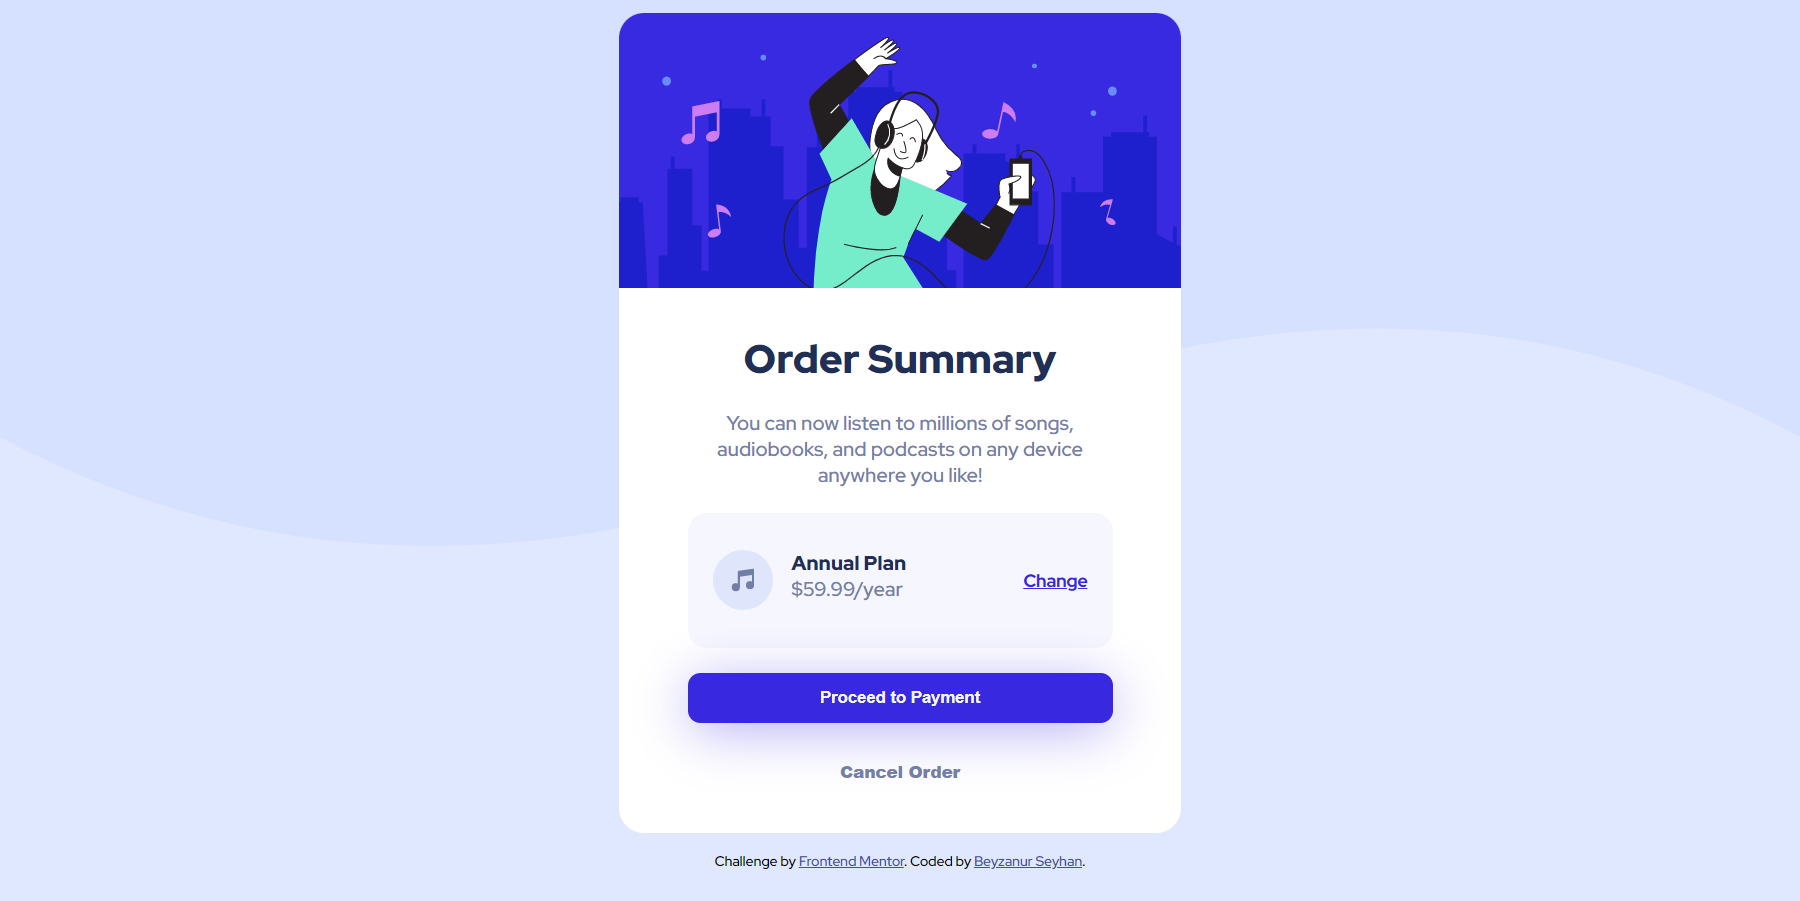 Order Summary
You can now listen to millions of songs,
audiobooks, and podcasts on any device
anywhere you like!
Annual Plan
$59.99/year
Change
Proceed to Payment
Cancel Order
Challenge by Frontend Mentor. Coded by Beyzanur Seyhan.